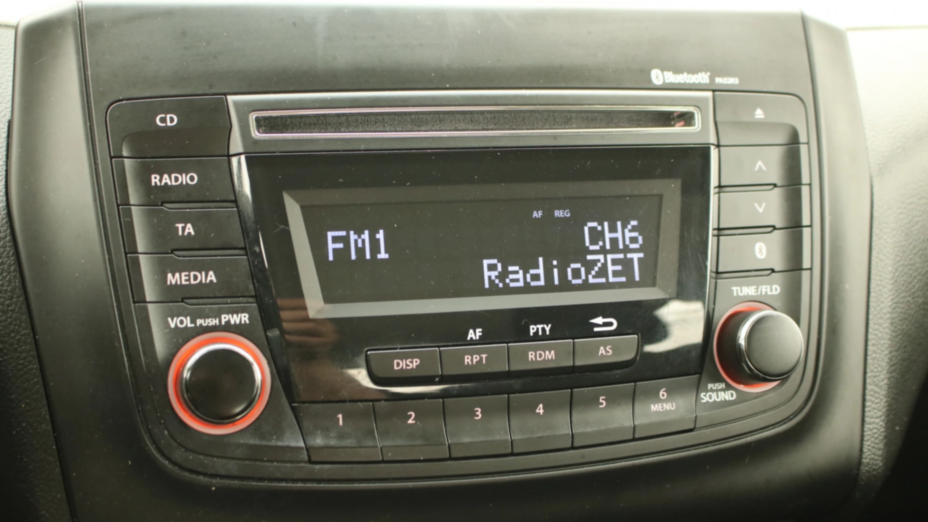 Bluetooth
CD
RADIO
TA
MEDIA
VOL PUSH PWR
AF REG
FM1 CH6
RadioZET
TUNE/FLD
PUSH
SOUND
AF PTY
DISP RPT RDM AS
1 2 3 4 5 6
MENU